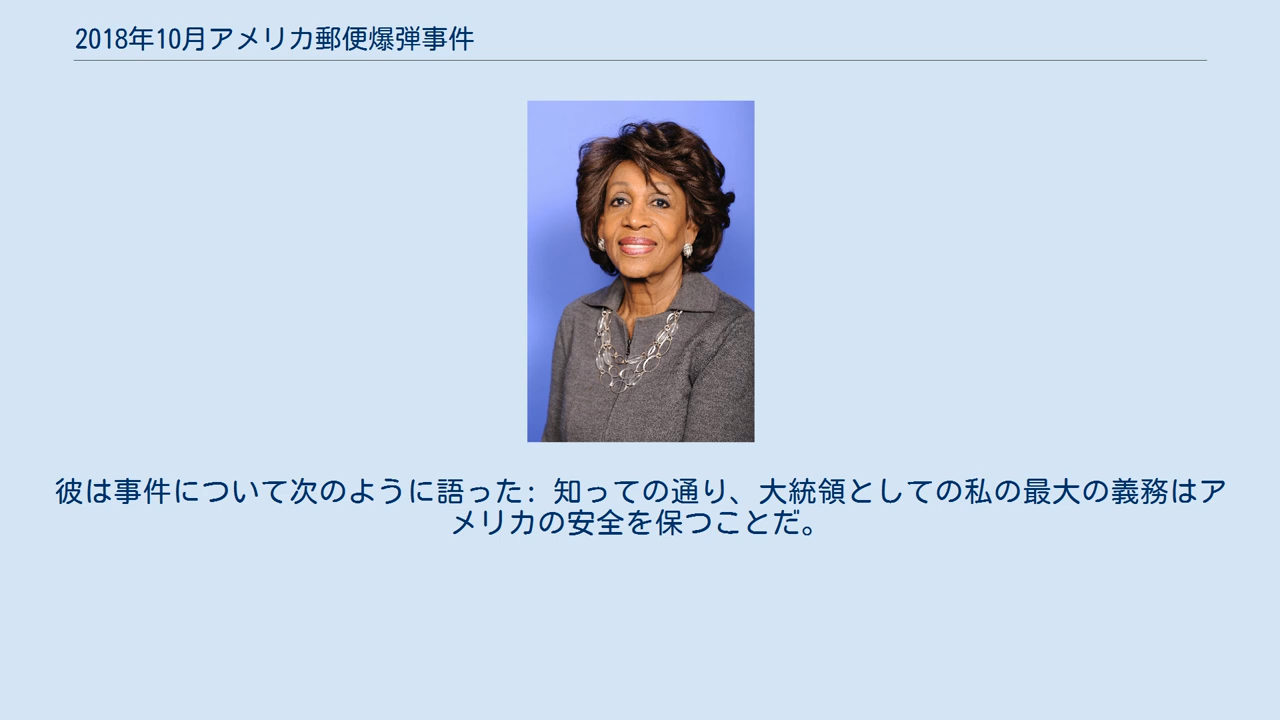 2018年10月アメリカ郵便爆弾事件
彼は事件について次のように語った: 知っての通り、大統領としての私の最大の義務はア
メリカの安全を保つことだ。